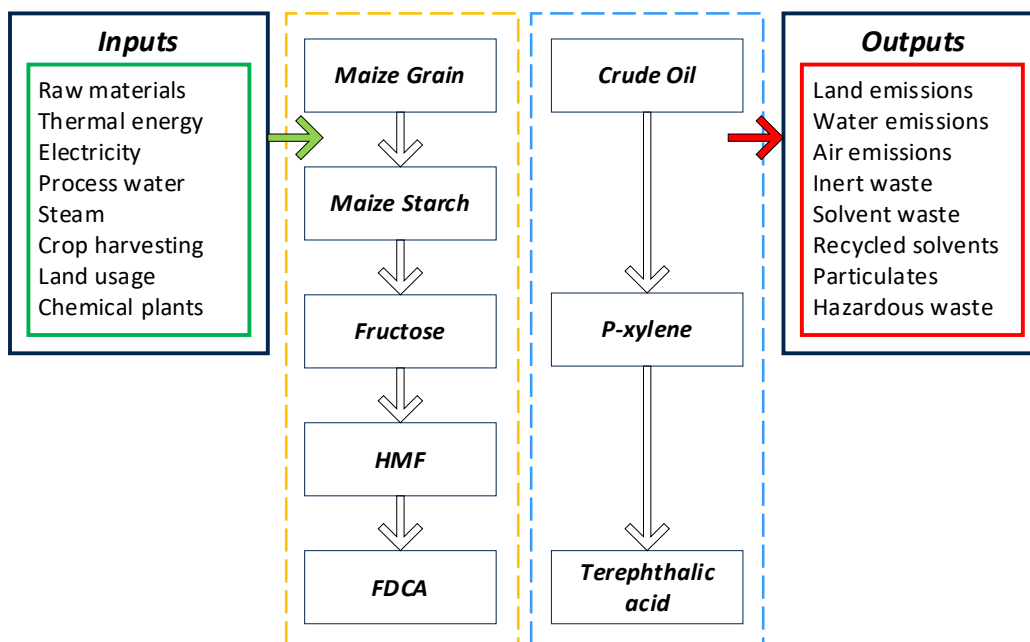 Inputs
Raw materials
Thermal energy
Electricity
Process water
Steam
Crop harvesting
Land usage
Chemical plants
Maize Grain
Maize Starch
Fructose
HMF
FDCA
Crude Oil
P-xylene
Terephthalic
acid
Outputs
Land emissions
Water emissions
Air emissions
Inert waste
Solvent waste
Recycled solvents
Particulates
Hazardous waste